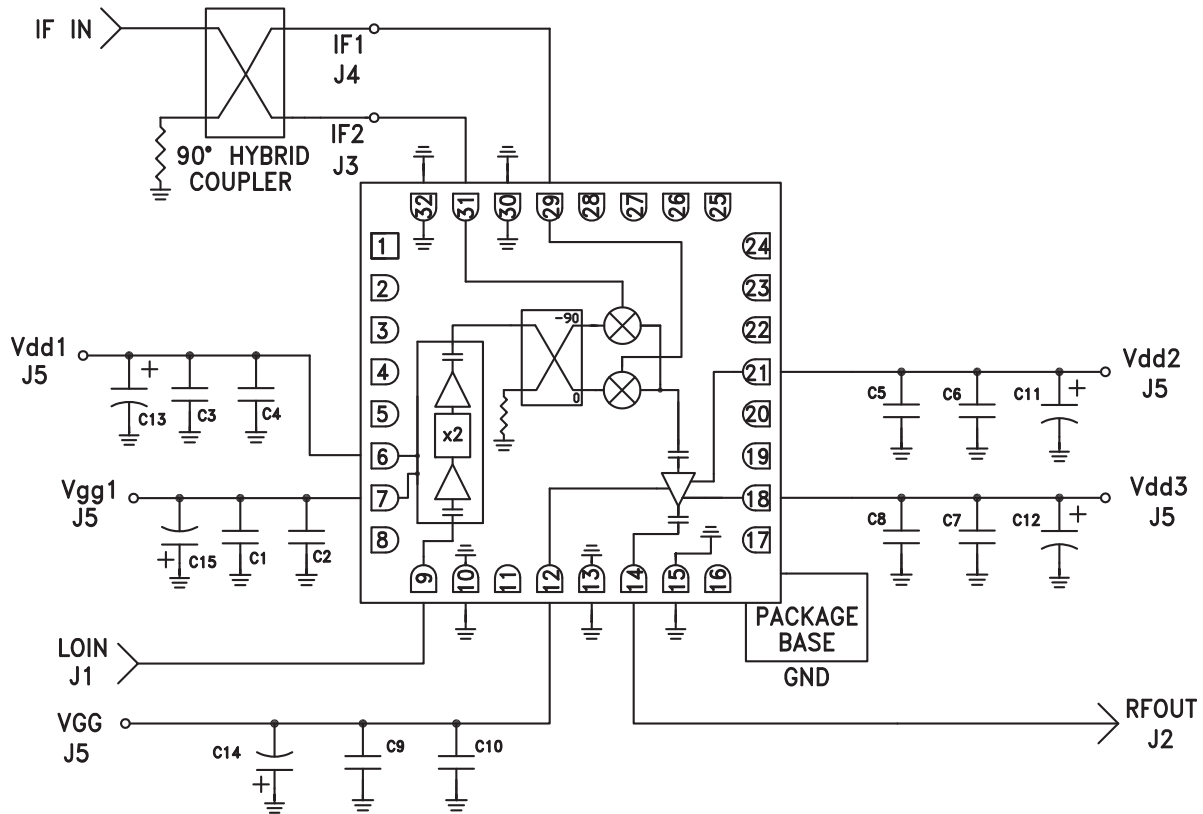 IF IN
IF1
J4
IF2
J3
90° HYBRID
COUPLER
32
31
30
29
28
27
26
25
1
2
3
4
5
6
7
8
24
23
22
21
20
19
18
17
9
10
11
12
13
14
15
16
-90
0
x2
Vdd1
J5
C13
C3
C4
Vgg1
J5
C15
C1
C2
Vdd2
J5
C5
C6
C11
Vdd3
J5
C8
C7
C12
PACKAGE
BASE
GND
LOIN
J1
VGG
J5
C14
C9
C10
RFOUT
J2